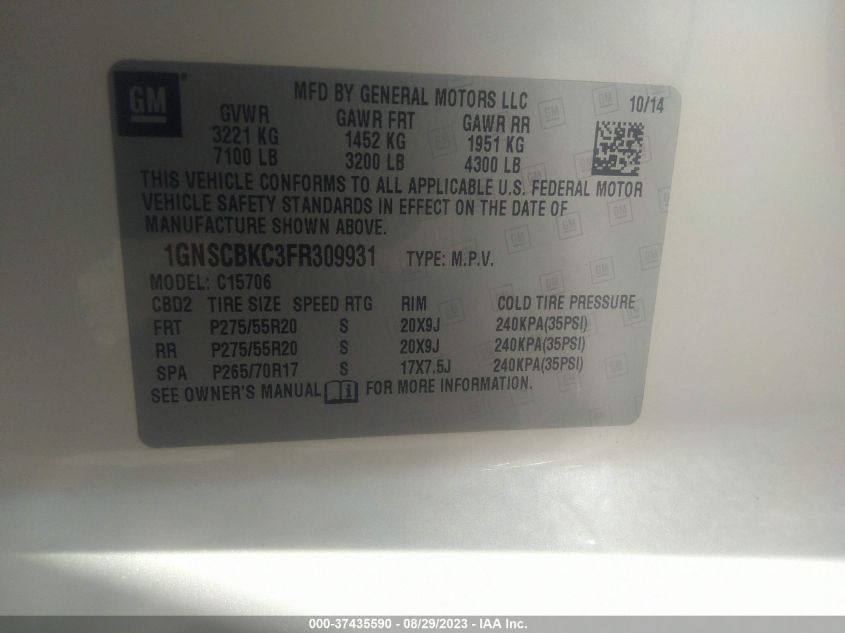 GM
MFD BY GENERAL MOTORS LLC 10/14
GVWR GAWR FRT GAWR RR
3221 KG 1452 KG 1951 KG
7100 LB 3200 LB 4300 LB
THIS VEHICLE CONFORMS TO ALL APPLICABLE U.S. FEDERAL MOTOR
VEHICLE SAFETY STANDARDS IN EFFECT ON THE DATE OF
MANUFACTURE SHOWN ABOVE.
1GNSCBKC3FR309931 TYPE: M.P.V.
MODEL: C15706
CBD2 TIRE SIZE SPEED RTG RIM COLD TIRE PRESSURE
FRT P275/55R20 S 20X9J 240KPA(35PSI)
RR P275/55R20 S 20X9J 240KPA(35PSI)
SPA P265/70R17 S 17X7.5J 240KPA(35PSI)
SEE OWNER'S MANUAL FOR MORE INFORMATION.
000-37435590 - 08/29/2023 - IAA Inc.